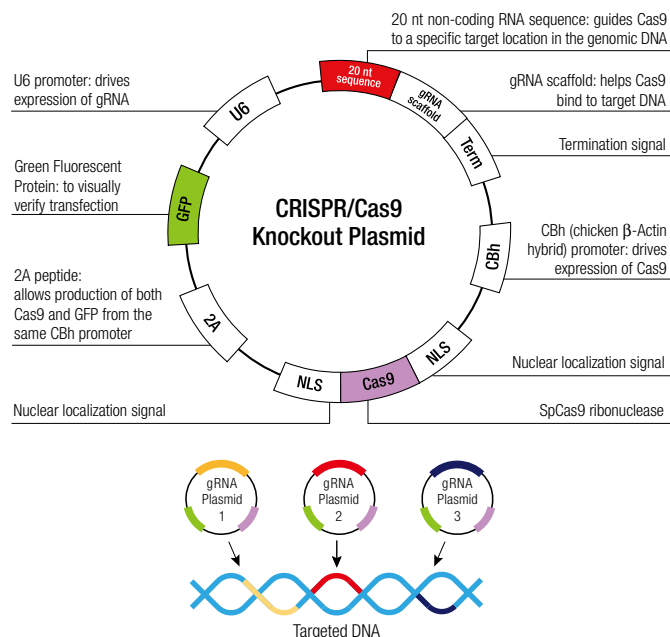 20 nt non-coding RNA sequence: guides Cas9
to a specific target location in the genomic DNA
20 nt
sequence
U6 promoter: drives
expression of gRNA
U6
gRNA
scaffold
gRNA scaffold: helps Cas9
bind to target DNA
Term
Termination signal
Green Fluorescent
Protein: to visually
verify transfection
GFP
CRISPR/Cas9
Knockout Plasmid
CBh
CBh (chicken β-Actin
hybrid) promoter: drives
expression of Cas9
2A peptide:
allows production of both
Cas9 and GFP from the
same CBh promoter
2A
NLS
Cas9
NLS
Nuclear localization signal
Nuclear localization signal
SpCas9 ribonuclease
gRNA
Plasmid
1
gRNA
Plasmid
2
gRNA
Plasmid
3
Targeted DNA